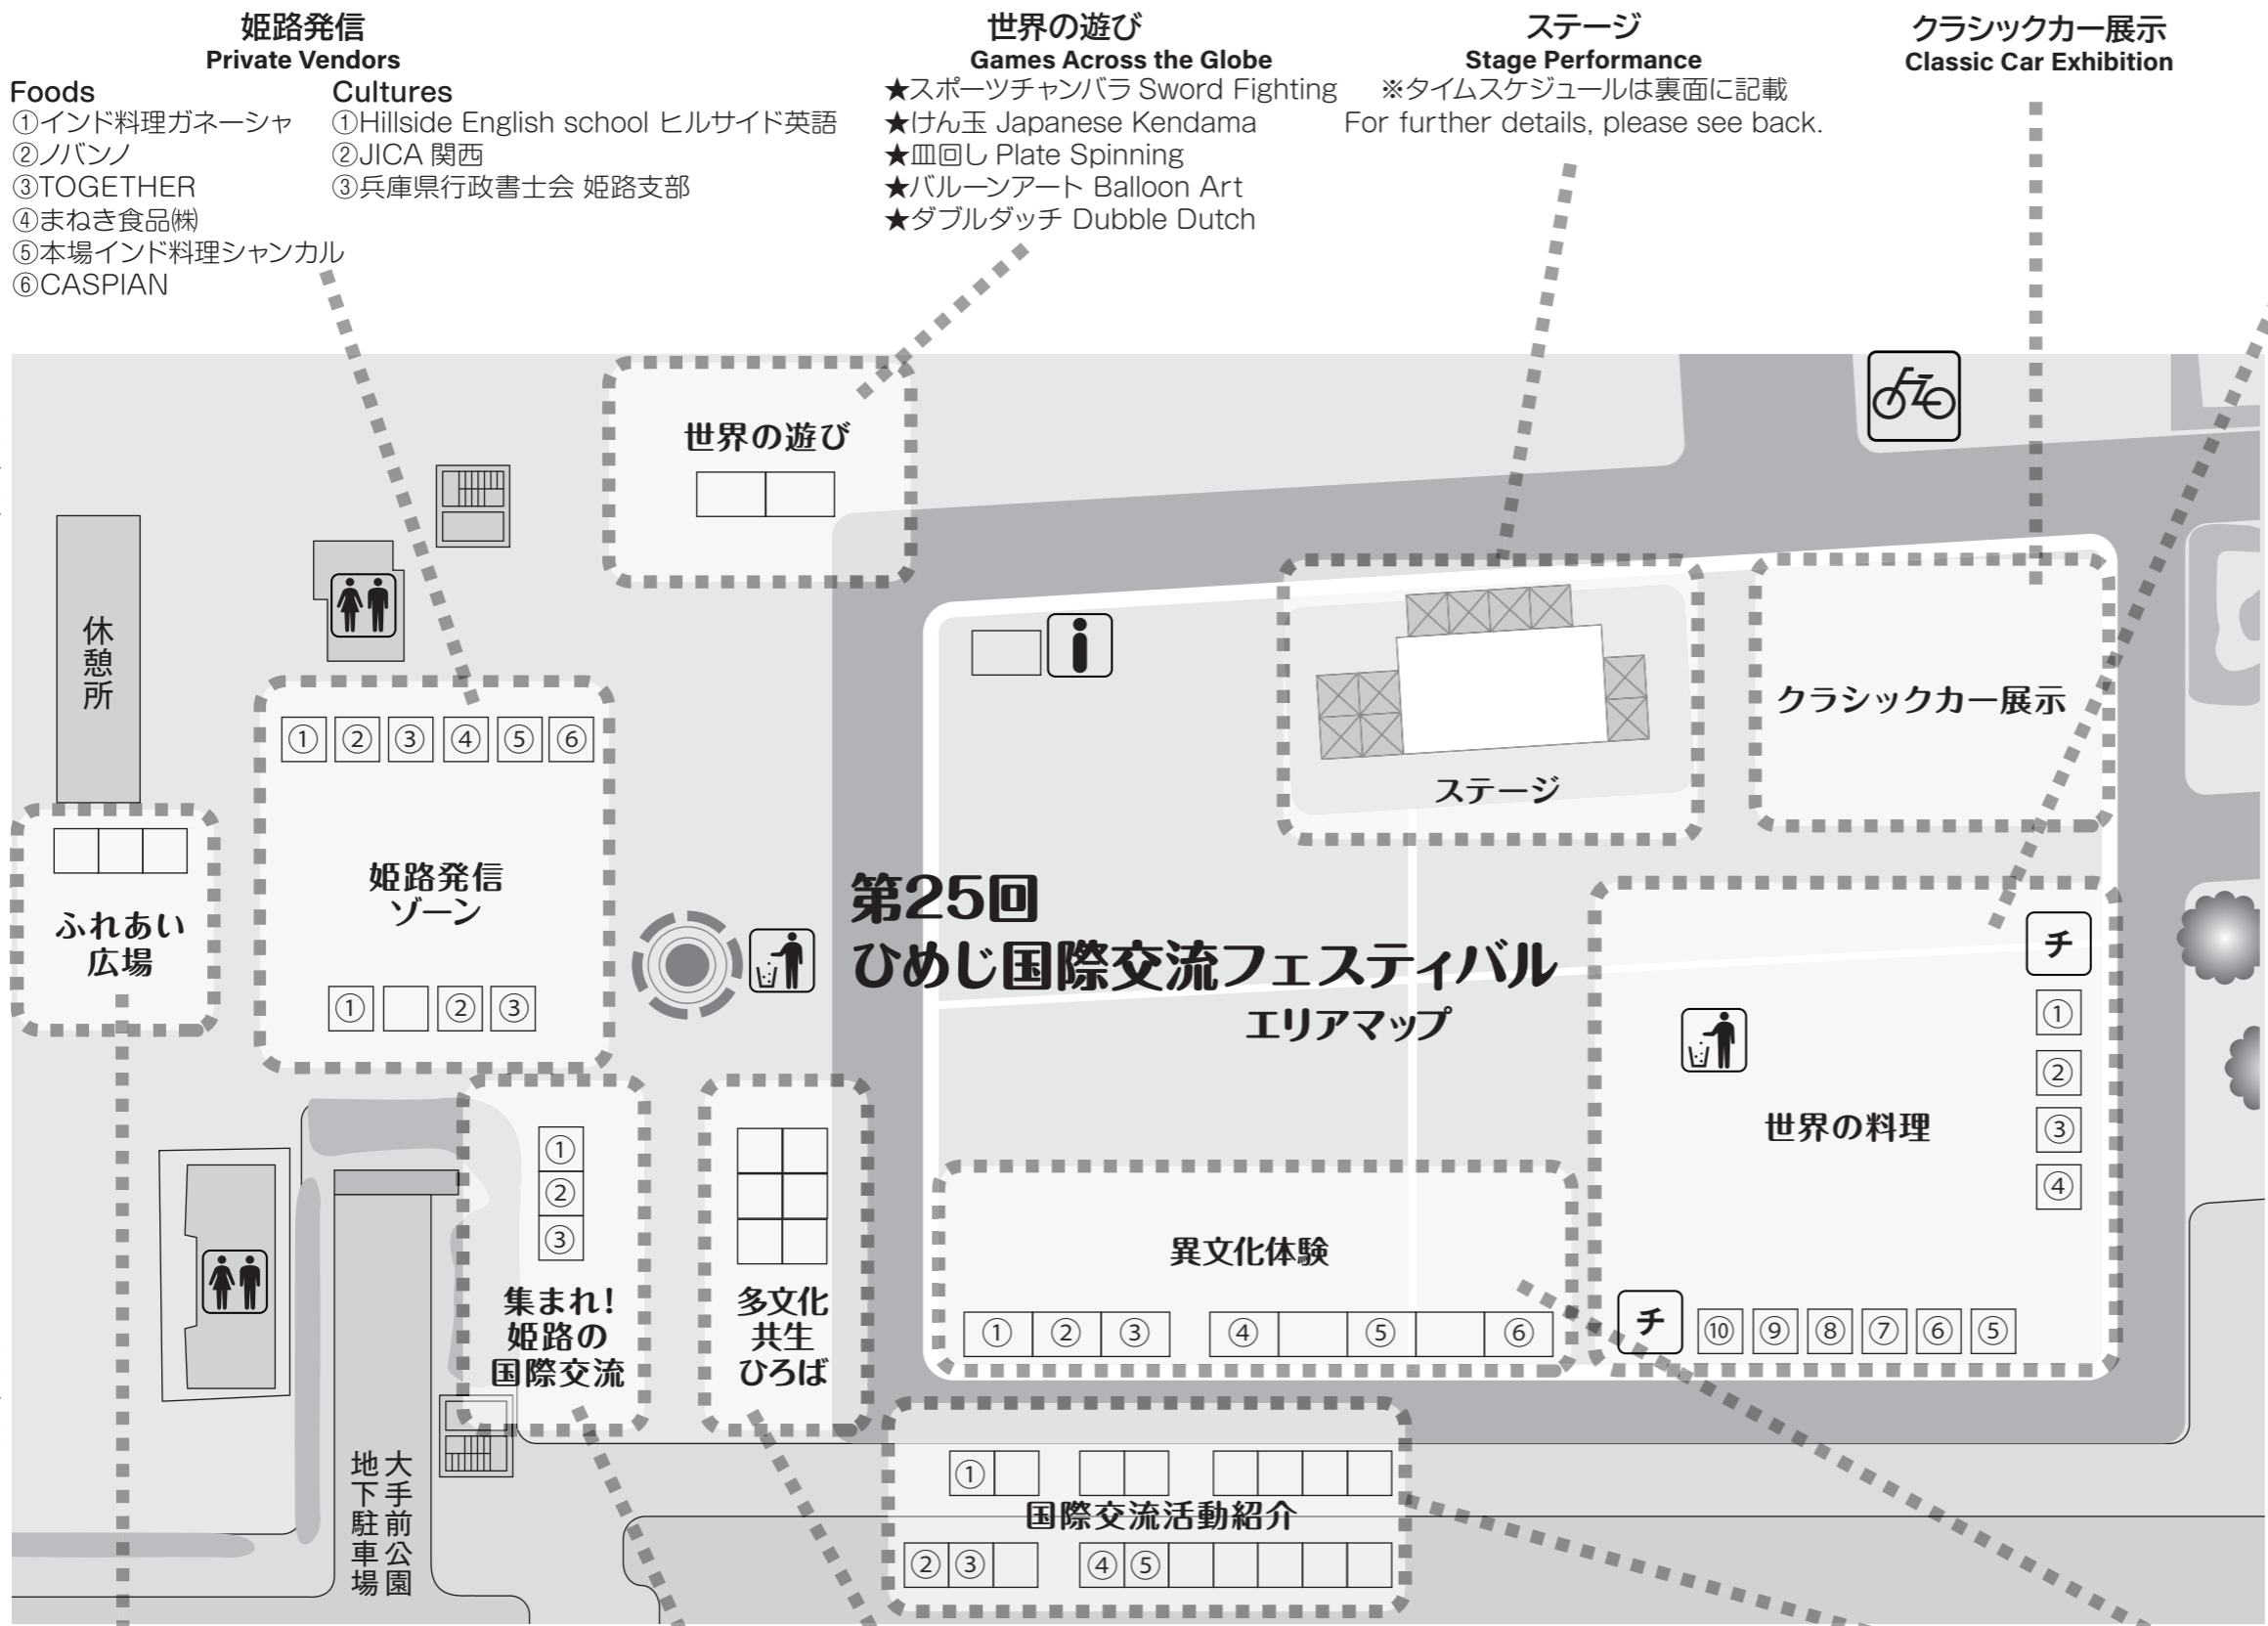 姫路発信
Private Vendors
Foods
①インド料理ガネーシャ
②ノバンノ
③TOGETHER
④まねき食品㈱
⑤本場インド料理シャンカル
⑥CASPIAN
Cultures
①Hillside English school ヒルサイド英語
②JICA 関西
③兵庫県行政書士会 姫路支部
世界の遊び
Games Across the Globe
★スポーツチャンバラ Sword Fighting
★けん玉 Japanese Kendama
★皿回し Plate Spinning
★バルーンアート Balloon Art
★ダブルダッチ Dubble Dutch
ステージ
Stage Performance
※タイムスケジュールは裏面に記載
For further details, please see back.
クラシックカー展示
Classic Car Exhibition
世界の遊び
休憩所
① ② ③ ④ ⑤ ⑥
姫路発信
ゾーン
① ② ③
ふれあい
広場
ステージ
クラシックカー展示
第25回
ひめじ国際交流フェスティバル
エリアマップ
チ
①
②
③
④
世界の料理
チ ⑩ ⑨ ⑧ ⑦ ⑥ ⑤
①
②
③
集まれ!
姫路の
国際交流
多文化
共生
ひろば
異文化体験
① ② ③ ④ ⑤ ⑥
大手前公園
地下駐車場
①
国際交流活動紹介
② ③ ④ ⑤